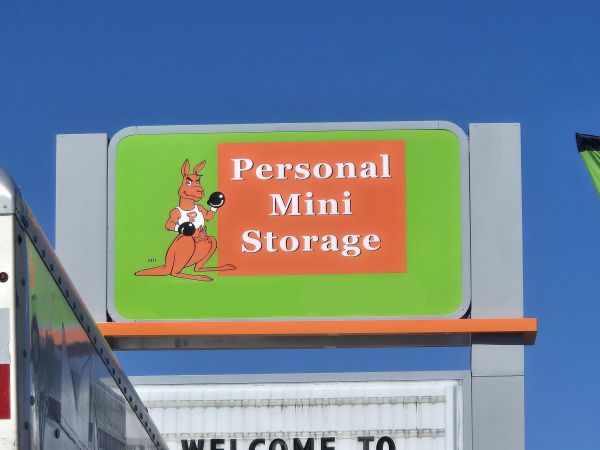 Personal
Mini
Storage
WELCOME TO